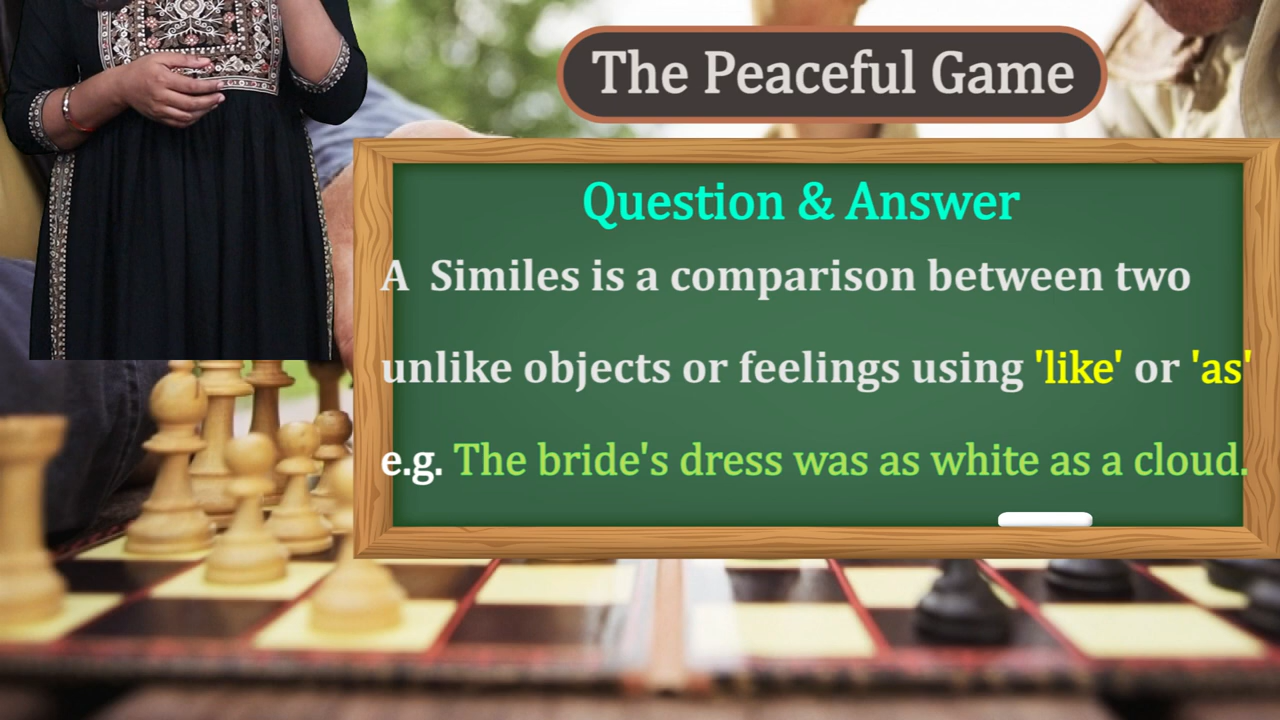 The Peaceful Game
Question & Answer
A Similes is a comparison between two
unlike objects or feelings using 'like' or 'as'
e.g. The bride's dress was as white as a cloud.